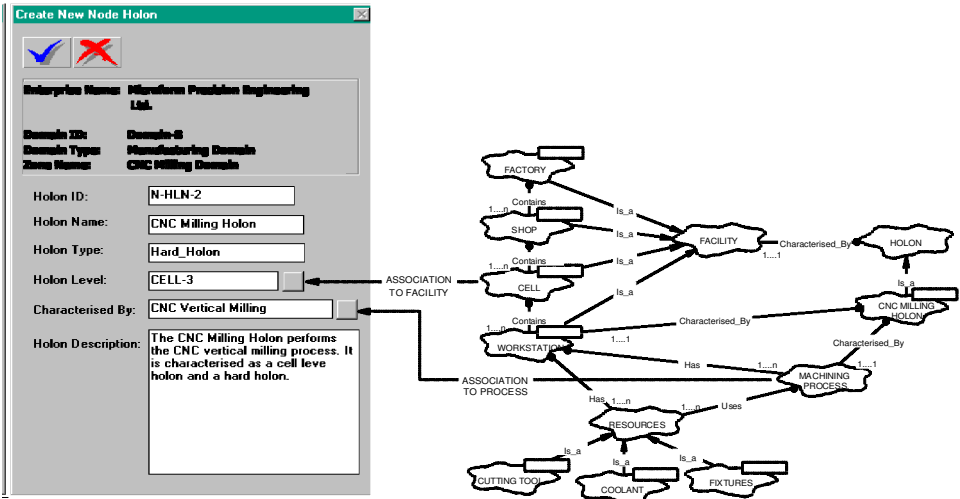 Create New Node Holon
Enterprise Name: Microform Precision Engineering
Ltd.
Domain ID: Domain-8
Domain Type: Manufacturing Domain
Zone Name: CNC Milling Domain
Holon ID: N-HLN-2
Holon Name: CNC Milling Holon
Holon Type: Hard_Holon
Holon Level: CELL-3
Characterised By: CNC Vertical Milling
Holon Description: The CNC Milling Holon performs
the CNC vertical milling process. It
is characterised as a cell leve
holon and a hard holon.
ASSOCIATION
TO FACILITY
ASSOCIATION
TO PROCESS
FACTORY
Contains
1....n
Is_a
SHOP
Is_a
Contains
1....n
Is_a
CELL
Is_a
Contains
1....n
WORKSTATION
1....1
FACILITY
Characterised_By
1....1
HOLON
Is_a
CNC MILLING
HOLON
Characterised_By
Characterised_By
Has
1....n
1....1
MACHINING
PROCESS
Has
1....n
1....n
Uses
RESOURCES
Is_a
Is_a
Is_a
CUTTING TOOL
COOLANT
FIXTURES